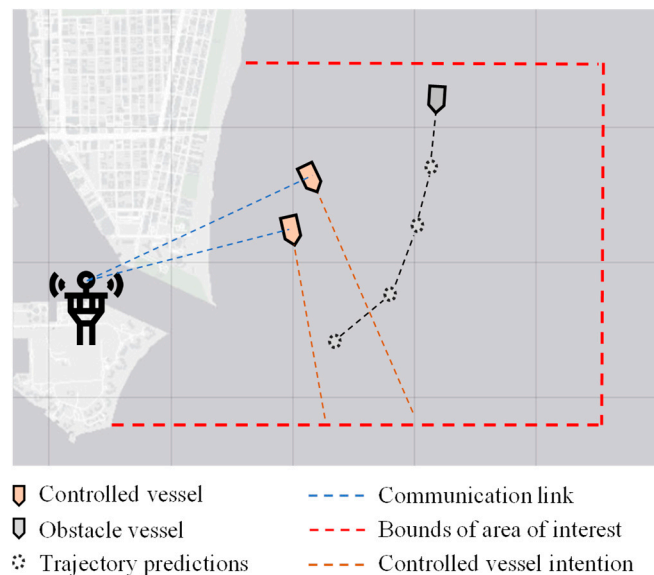 Controlled vessel
Communication link
Obstacle vessel
Bounds of area of interest
Trajectory predictions
Controlled vessel intention